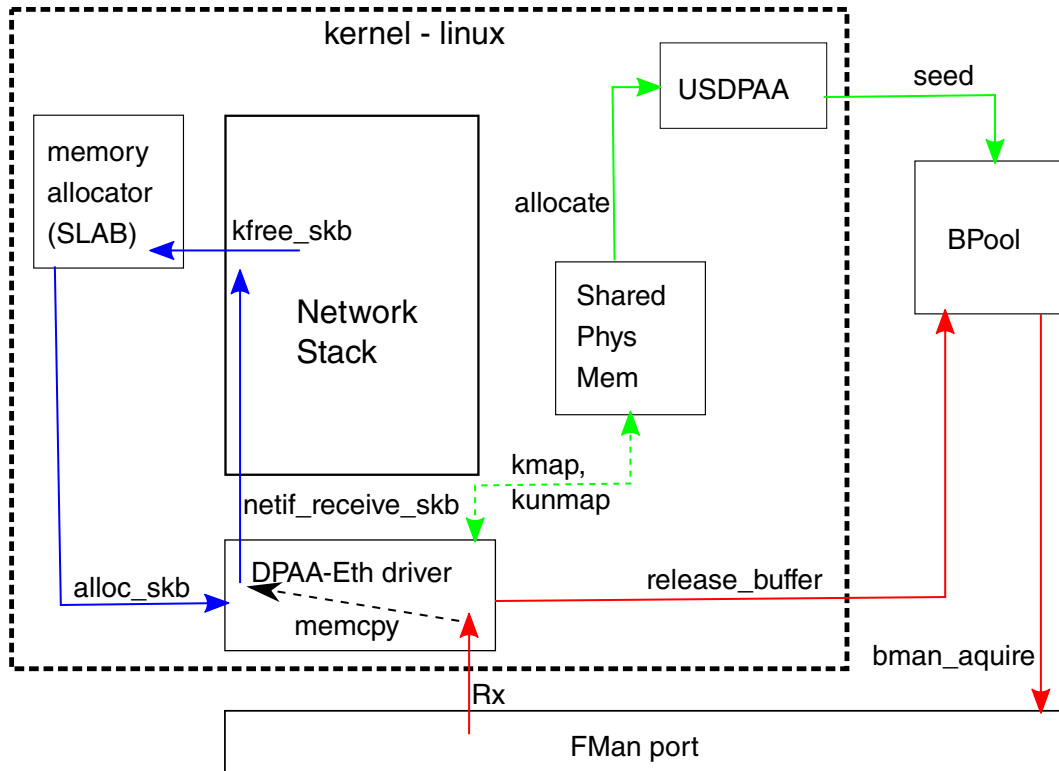 kernel - linux
USDPAA
seed
memory
allocator
(SLAB)
kfree_skb
allocate
BPool
Network
Stack
Shared
Phys
Mem
kmap,
kunmap
netif_receive_skb
alloc_skb
DPAA-Eth driver
memcpy
release_buffer
bman_aquire
Rx
FMan port